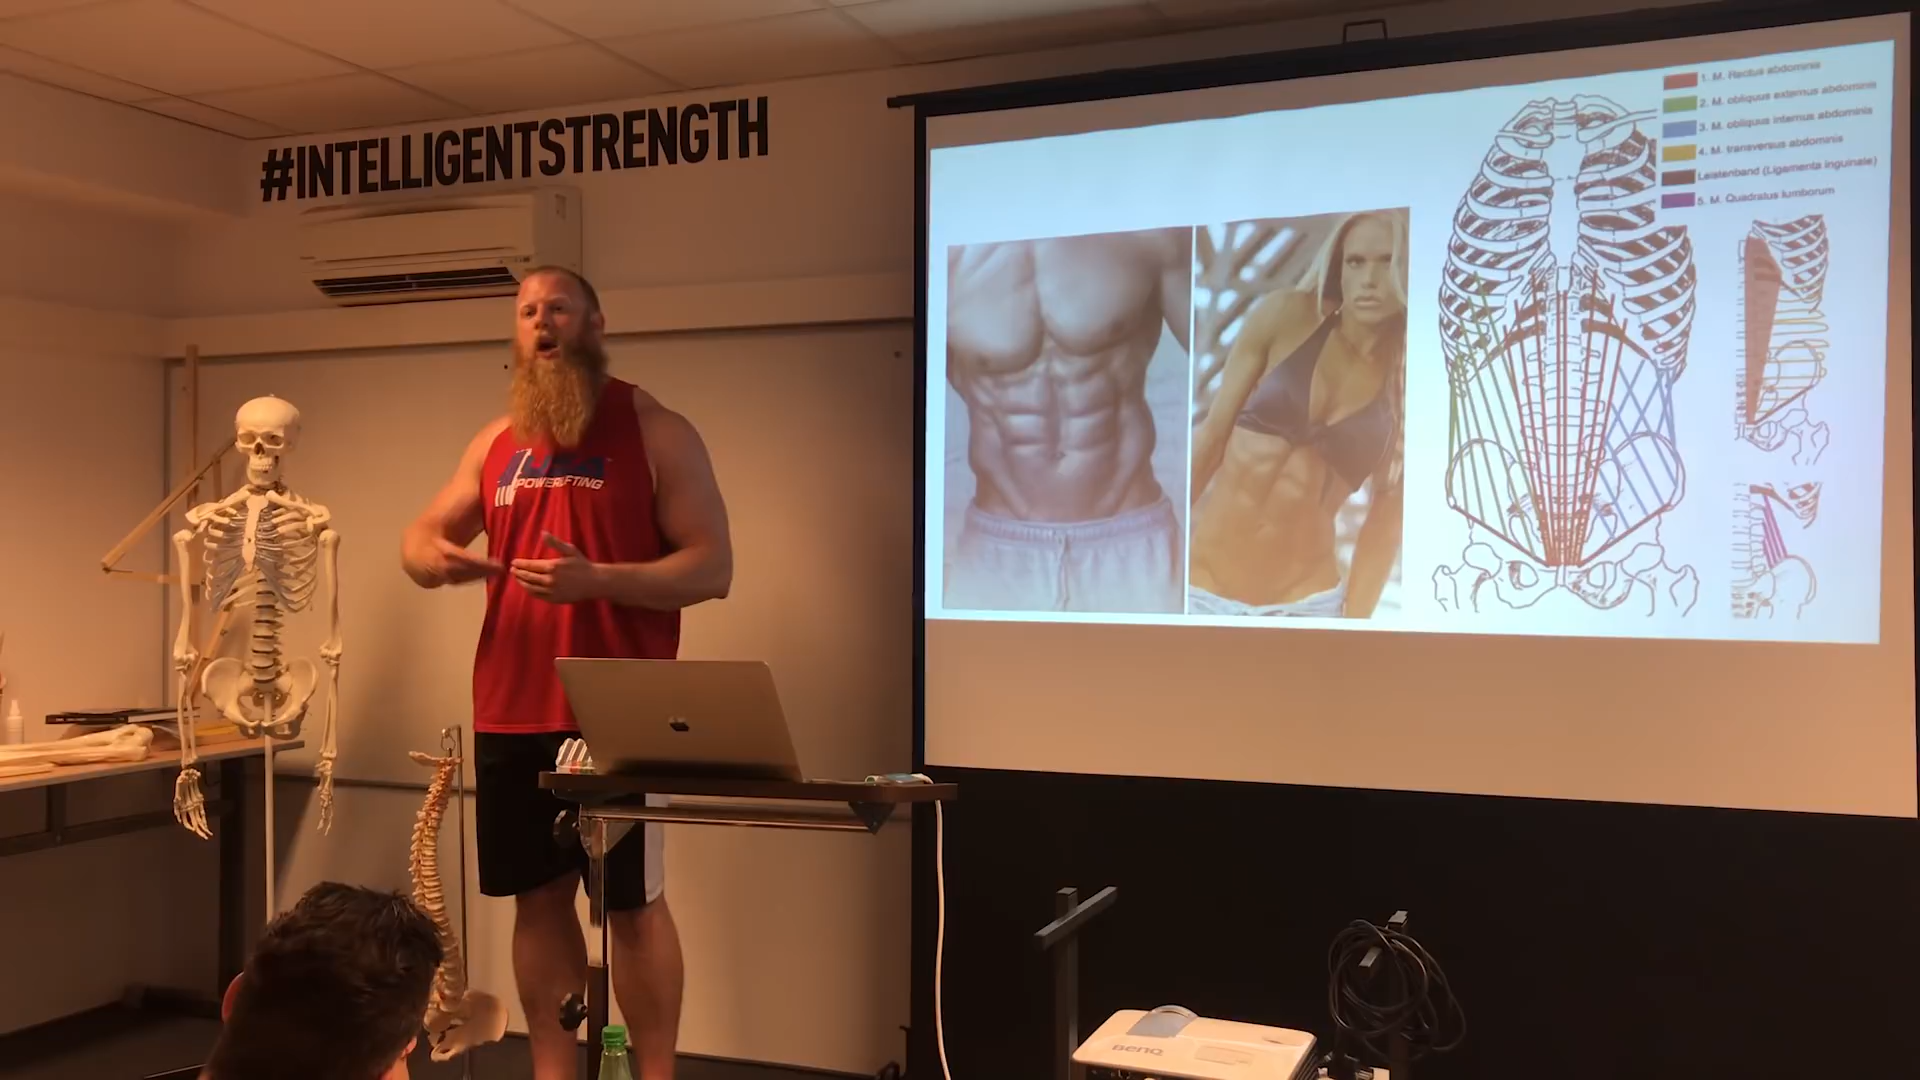 #INTELLIGENTSTRENGTH
POWERLIFTING
1. M. Rectus abdominis
2. M. obliquus externus abdominis
3. M. obliquus internus abdominis
4. M. transversus abdominis
Leistenband (Ligamenta inguinale)
5. M. Quadratus lumborum
BENQ